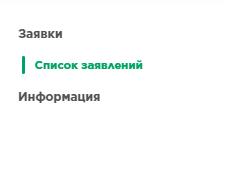 Заявки
Список заявлений
Информация